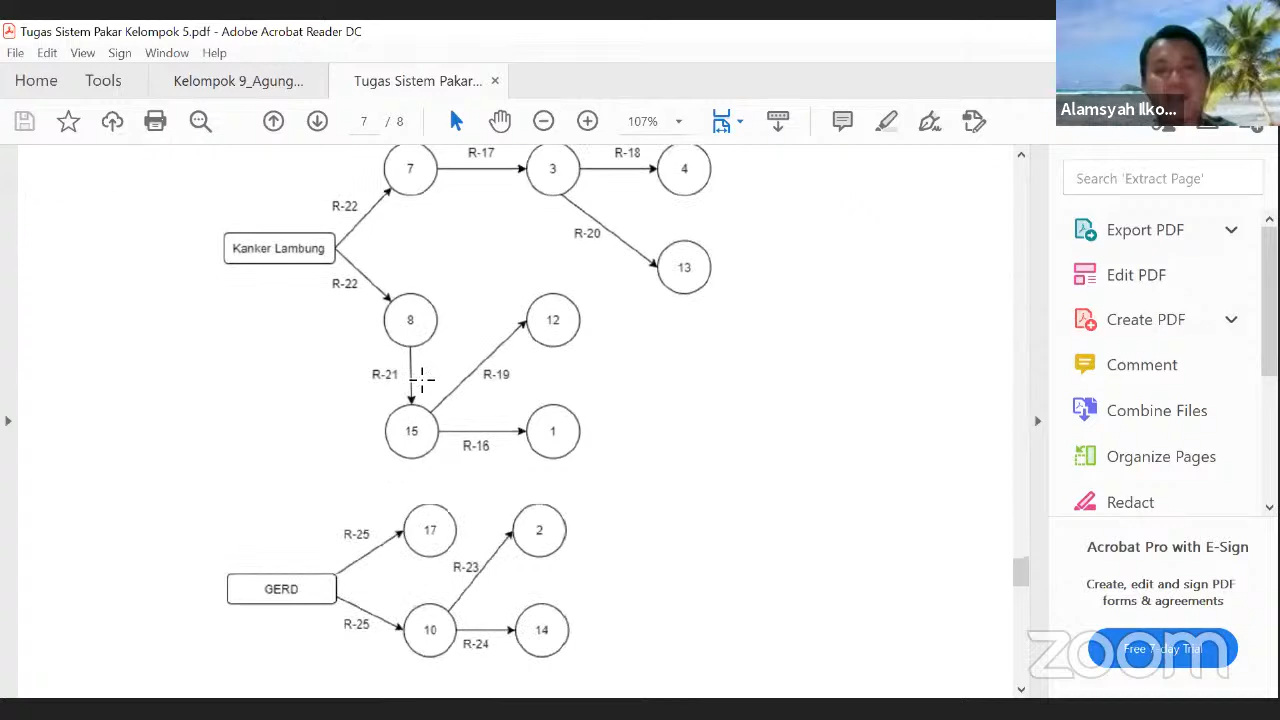 Tugas Sistem Pakar Kelompok 5.pdf - Adobe Acrobat Reader DC
File Edit View Sign Window Help
Home Tools Kelompok 9_Agung... Tugas Sistem Pakar... ×
7 / 8 107%
Alamsyah Ilko...
7 R-17 3 R-18 4
R-22
R-20
Kanker Lambung
13
R-22
8 12
R-21 R-19
15 R-16 1
17 2
R-25
R-23
GERD
R-25
10 R-24 14
Search 'Extract Page'
Export PDF
Edit PDF
Create PDF
Comment
Combine Files
Organize Pages
Redact
Acrobat Pro with E-Sign
Create, edit and sign PDF
forms & agreements
Free 7-day Trial
zoom